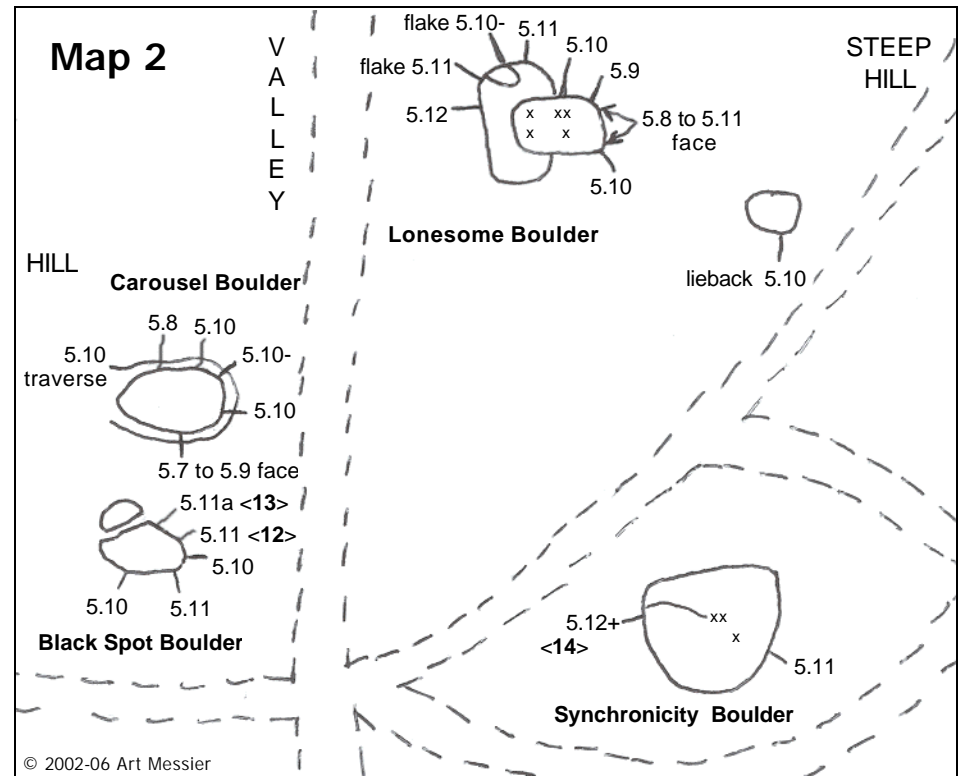 Map 2
V
A
L
L
E
Y
flake 5.10-
5.11
5.10
flake 5.11
5.9
5.12
x xx
x x
5.8 to 5.11
face
5.10
STEEP
HILL
Lonesome Boulder
lieback 5.10
HILL
Carousel Boulder
5.8
5.10
5.10
traverse
5.10-
5.10
5.7 to 5.9 face
5.11a <13>
5.11 <12>
5.10
5.10
5.11
Black Spot Boulder
5.12+
<14>
xx
x
5.11
Synchronicity Boulder
© 2002-06 Art Messier